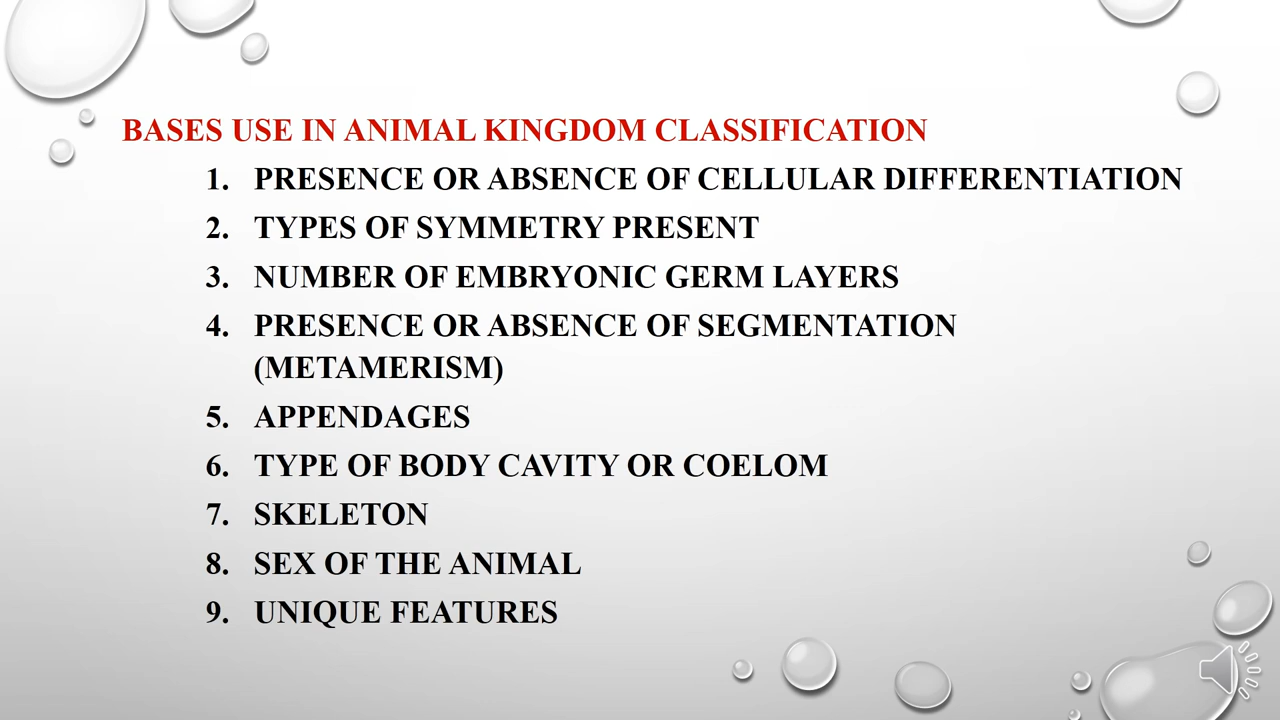 BASES USE IN ANIMAL KINGDOM CLASSIFICATION
1. PRESENCE OR ABSENCE OF CELLULAR DIFFERENTIATION
2. TYPES OF SYMMETRY PRESENT
3. NUMBER OF EMBRYONIC GERM LAYERS
4. PRESENCE OR ABSENCE OF SEGMENTATION
(METAMERISM)
5. APPENDAGES
6. TYPE OF BODY CAVITY OR COELOM
7. SKELETON
8. SEX OF THE ANIMAL
9. UNIQUE FEATURES